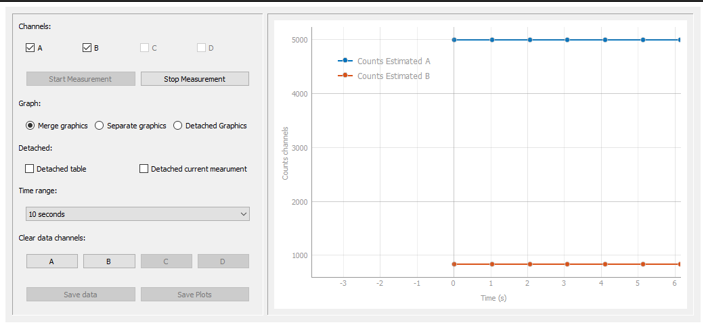 Channels:
A B C D
Start Measurement Stop Measurement
Graph:
Merge graphics Separate graphics Detached Graphics
Detached:
Detached table Detached current mearument
Time range:
10 seconds
Clear data channels:
A B C D
Save data Save Plots
Counts channels
5000
4000
3000
2000
1000
Counts Estimated A
Counts Estimated B
-3 -2 -1 0 1 2 3 4 5 6
Time (s)